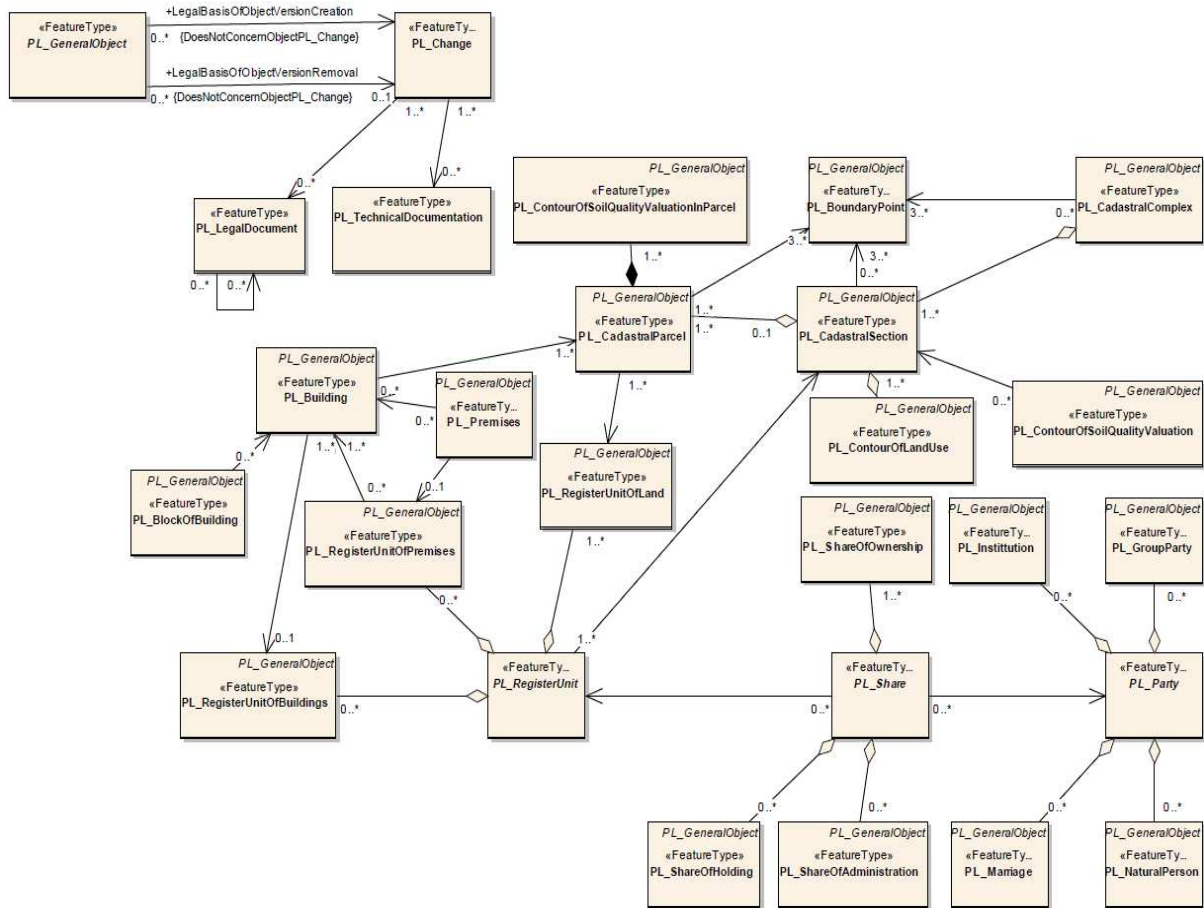 +LegalBasisOfObjectVersionCreation
«FeatureType»
PL_GeneralObject
0..*
{DoesNotConcernObjectPL_Change}
«FeatureTy...
PL_Change
+LegalBasisOfObjectVersionRemoval
0..*
{DoesNotConcernObjectPL_Change}
0..1
1..*
1..*
0..*
0..*
«FeatureType»
PL_LegalDocument
0..*
0..*
«FeatureType»
PL_TechnicalDocumentation
PL_GeneralObject
«FeatureType»
PL_ContourOfSoilQualityValuationInParcel
1..*
PL_GeneralObject
«FeatureTy...
PL_BoundaryPoint
3..*
3..*
3..*
0..*
PL_GeneralObject
«FeatureType»
PL_CadastralComplex
0..*
PL_GeneralObject
«FeatureType»
PL_CadastralParcel
1..*
1..*
0..1
1..*
1..*
PL_GeneralObject
«FeatureType»
PL_CadastralSection
1..*
1..*
0..*
PL_GeneralObject
«FeatureType»
PL_Building
0..*
0..*
1..*
1..*
PL_GeneralObject
«FeatureTy...
PL_Premises
0..1
PL_GeneralObject
«FeatureType»
PL_ContourOfLandUse
PL_GeneralObject
«FeatureType»
PL_ContourOfSoilQualityValuation
0..*
PL_GeneralObject
«FeatureType»
PL_BlockOfBuilding
0..*
PL_GeneralObject
«FeatureType»
PL_RegisterUnitOfPremises
0..*
PL_GeneralObject
«FeatureType»
PL_RegisterUnitOfLand
1..*
PL_GeneralObject
«FeatureType»
PL_ShareOfOwnership
1..*
PL_GeneralObject
«FeatureTy...
PL_Instittution
0..*
PL_GeneralObject
«FeatureTy...
PL_GroupParty
0..*
0..1
PL_GeneralObject
«FeatureType»
PL_RegisterUnitOfBuildings
0..*
1..*
«FeatureTy...
PL_RegisterUnit
«FeatureTy...
PL_Share
0..*
0..*
«FeatureTy...
PL_Party
0..*
0..*
0..*
0..*
PL_GeneralObject
«FeatureType»
PL_ShareOfHolding
PL_GeneralObject
«FeatureType»
PL_ShareOfAdministration
PL_GeneralObject
«FeatureTy...
PL_Marriage
PL_GeneralObject
«FeatureTy...
PL_NaturalPerson